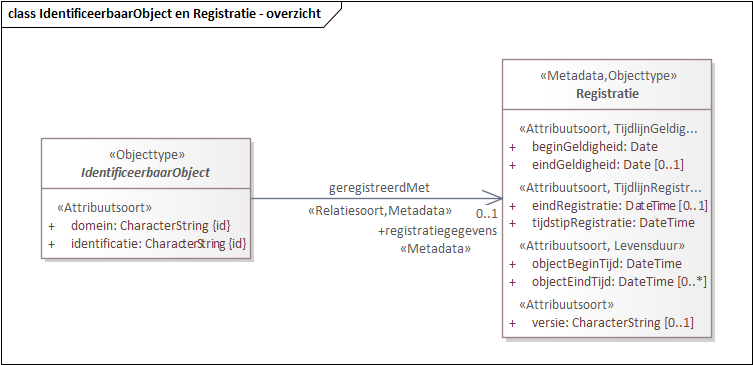 class IdentificeerbaarObject en Registratie - overzicht
«Metadata,Objecttype»
Registratie
«Attribuutsoort, TijdlijnGeldig...
+ beginGeldigheid: Date
+ eindGeldigheid: Date [0..1]
«Attribuutsoort, TijdlijnRegistr...
+ eindRegistratie: DateTime [0..1]
+ tijdstipRegistratie: DateTime
«Attribuutsoort, Levensduur»
+ objectBeginTijd: DateTime
+ objectEindTijd: DateTime [0..*]
«Attribuutsoort»
+ versie: CharacterString [0..1]
«Objecttype»
IdentificeerbaarObject
«Attribuutsoort»
+ domein: CharacterString {id}
+ identificatie: CharacterString {id}
geregistreerdMet
«Relatiesoort,Metadata»
0..1
+registratiegegevens
«Metadata»